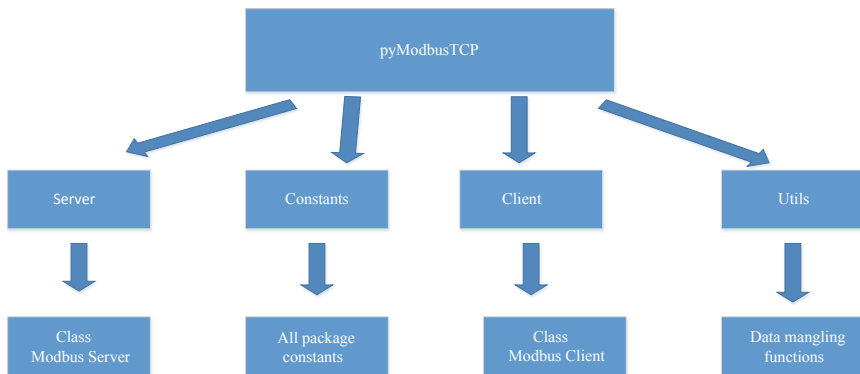 pyModbusTCP
Server
Constants
Client
Utils
Class
Modbus Server
All package
constants
Class
Modbus Client
Data mangling
functions